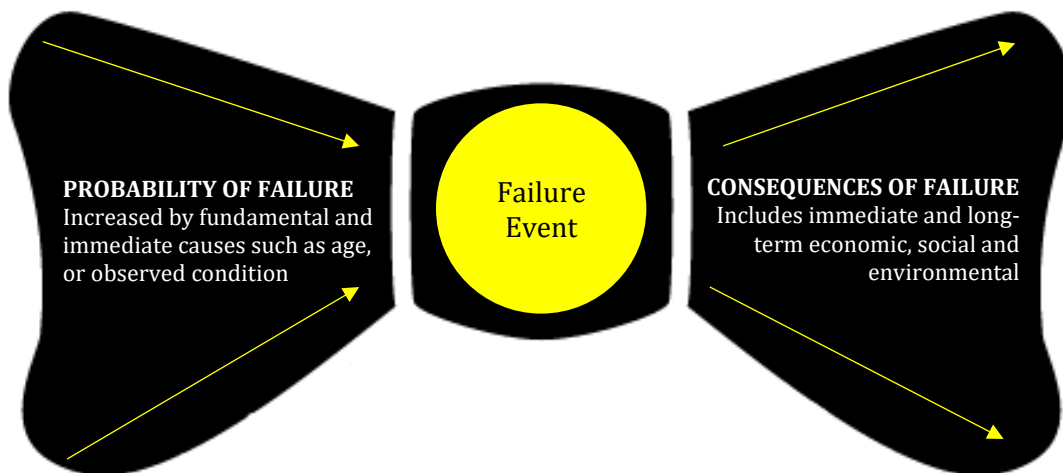 PROBABILITY OF FAILURE
Increased by fundamental and
immediate causes such as age,
or observed condition
Failure
Event
CONSEQUENCES OF FAILURE
Includes immediate and long-
term economic, social and
environmental